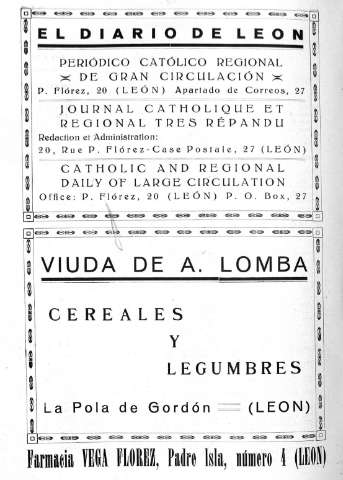 EL DIARIO DE LEON
PERIÓDICO CATÓLICO REGIONAL
DE GRAN CIRCULACIÓN
P. Flórez, 20 (LEÓN) Apartado de Correos, 27
JOURNAL CATHOLIQUE ET
REGIONAL TRES RÉPANDU
Redaction et Administration:
20, Rue P. Flórez-Case Postale, 27 (LEÓN)
CATHOLIC AND REGIONAL
DAILY OF LARGE CIRCULATION
Office: P. Flórez, 20 (LEÓN) P. O. Box, 27
VIUDA DE A. LOMBA
CEREALES
Y
LEGUMBRES
La Pola de Gordón (LEON)
Farmacia VEGA FLOREZ, Padre Isla, número 4 (LEON)